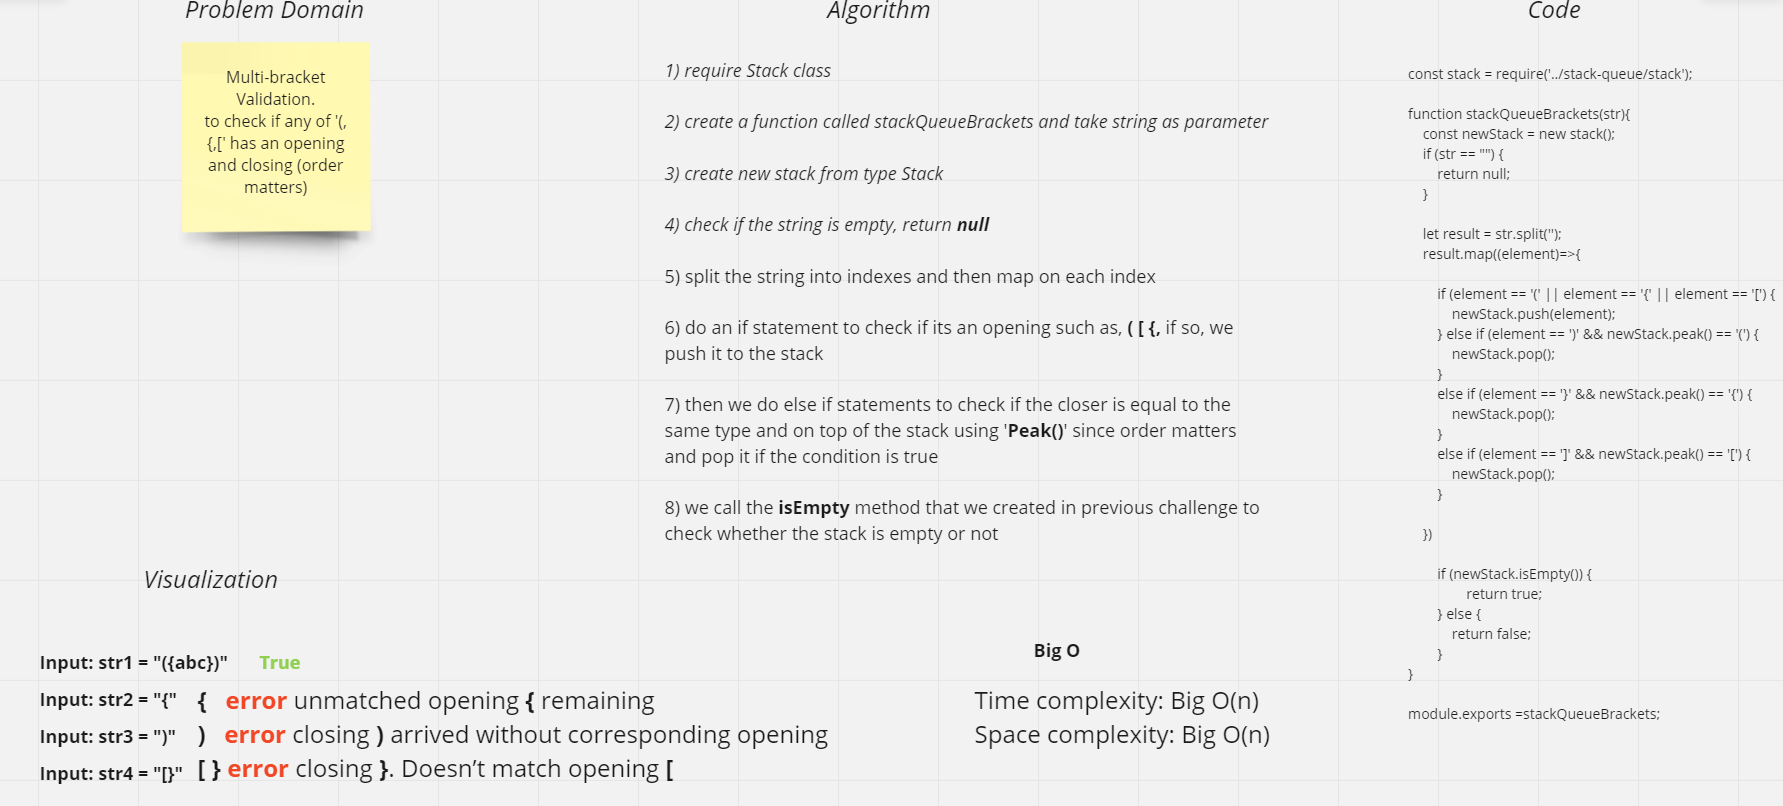 Problem Domain
Multi-bracket
Validation.
to check if any of '(,
{,[' has an opening
and closing (order
matters)
Algorithm
1) require Stack class
2) create a function called stackQueueBrackets and take string as parameter
3) create new stack from type Stack
4) check if the string is empty, return null
5) split the string into indexes and then map on each index
6) do an if statement to check if its an opening such as, ( [ {, if so, we
push it to the stack
7) then we do else if statements to check if the closer is equal to the
same type and on top of the stack using 'Peak()' since order matters
and pop it if the condition is true
8) we call the isEmpty method that we created in previous challenge to
check whether the stack is empty or not
Code
const stack = require('../stack-queue/stack');
function stackQueueBrackets(str){
const newStack = new stack();
if (str == "") {
return null;
}
let result = str.split('');
result.map((element)=>{
if (element == '(' || element == '{' || element == '[') {
newStack.push(element);
} else if (element == ')' && newStack.peak() == '(') {
newStack.pop();
}
else if (element == '}' && newStack.peak() == '{') {
newStack.pop();
}
else if (element == ']' && newStack.peak() == '[') {
newStack.pop();
}
})
if (newStack.isEmpty()) {
return true;
} else {
return false;
}
}
module.exports =stackQueueBrackets;
Visualization
Input: str1 = "({abc})" True
Input: str2 = "{" { error unmatched opening { remaining
Input: str3 = ")" ) error closing ) arrived without corresponding opening
Input: str4 = "[}" [ } error closing }. Doesn’t match opening [
Big O
Time complexity: Big O(n)
Space complexity: Big O(n)